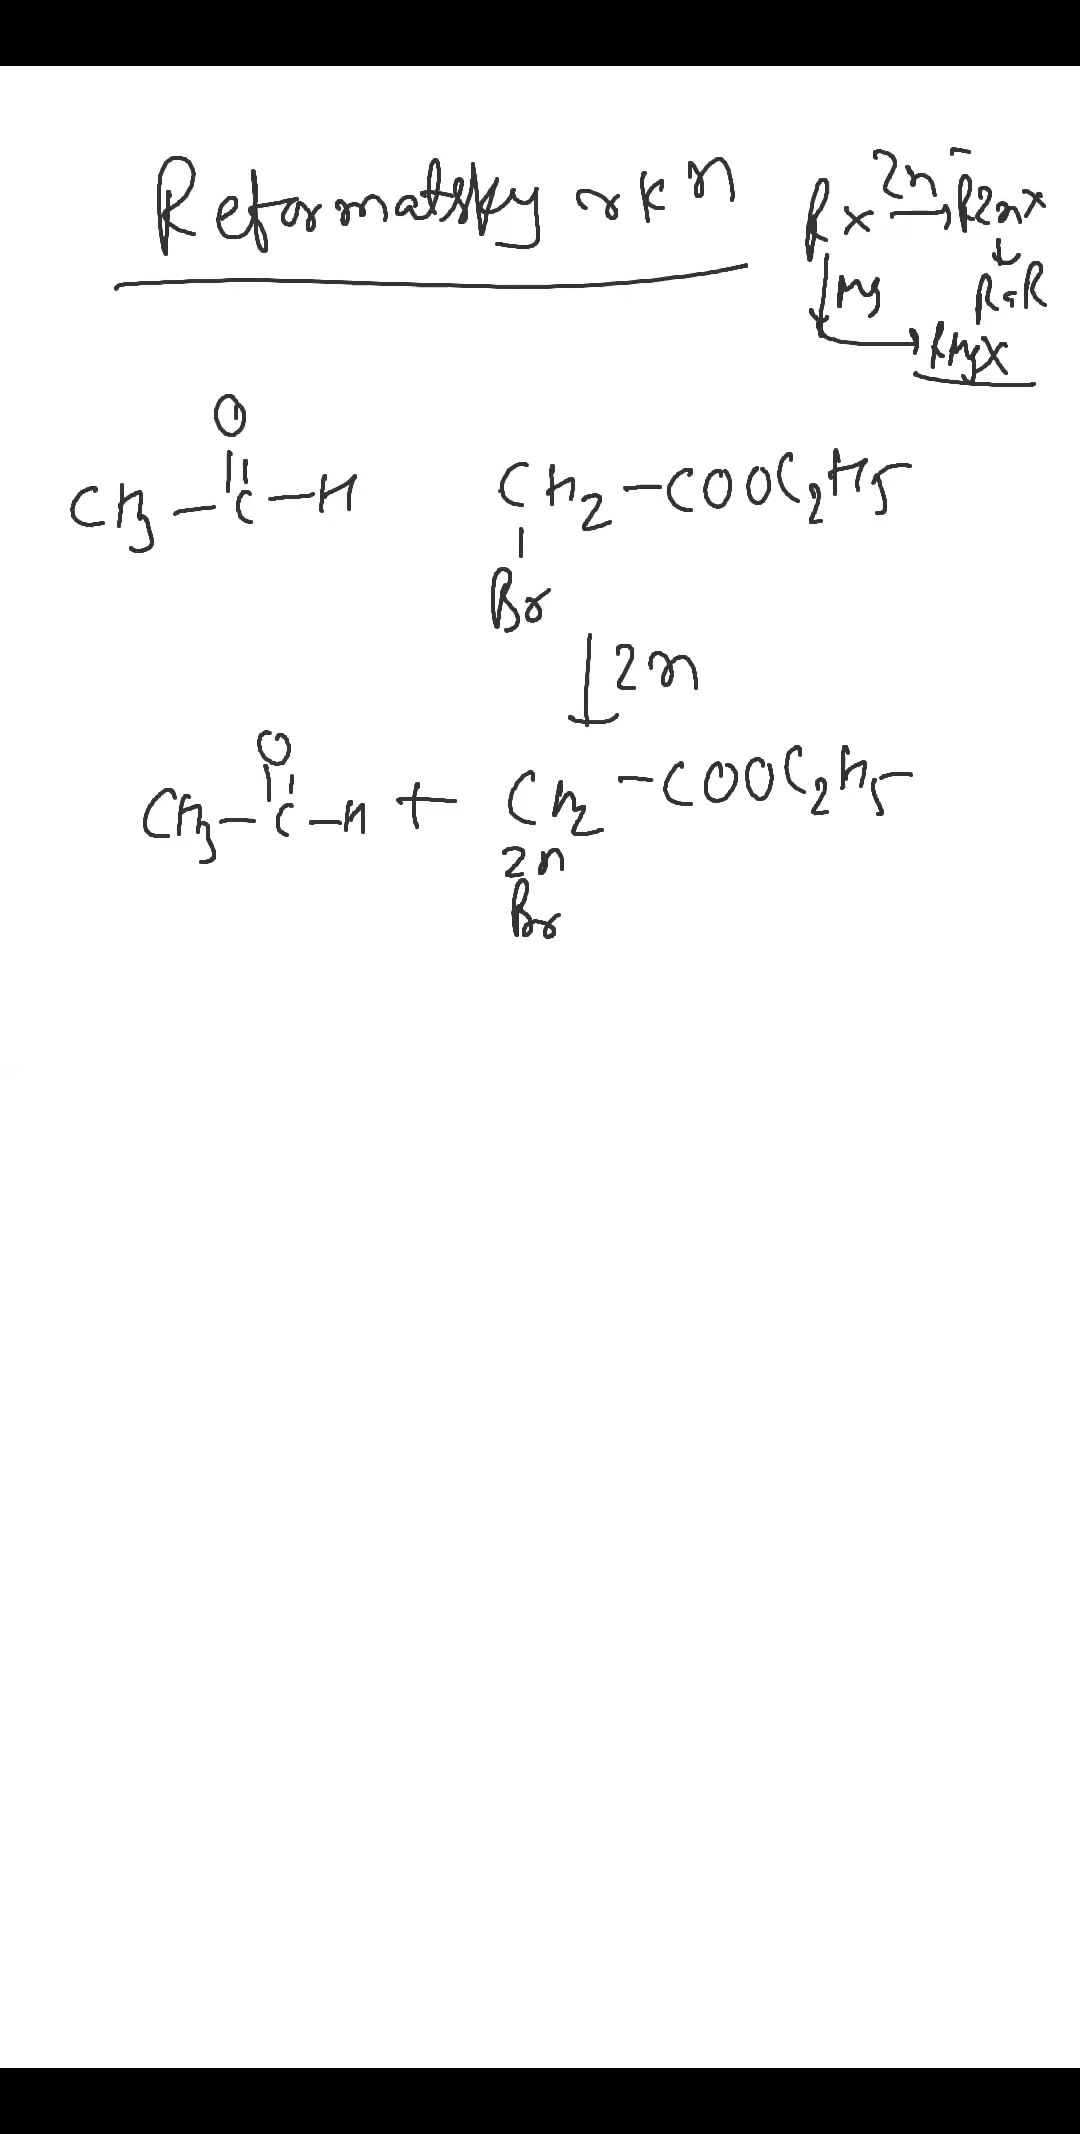 Reformatsky rxn
Rx Zn → RZnX
↓ Mg ↓
R-R
→ RMgX
O
||
CH3 - C - H CH2 - COOC2H5
|
Br
↓ Zn
O
||
CH3 - C - H + CH2 - COOC2H5
Zn
Br